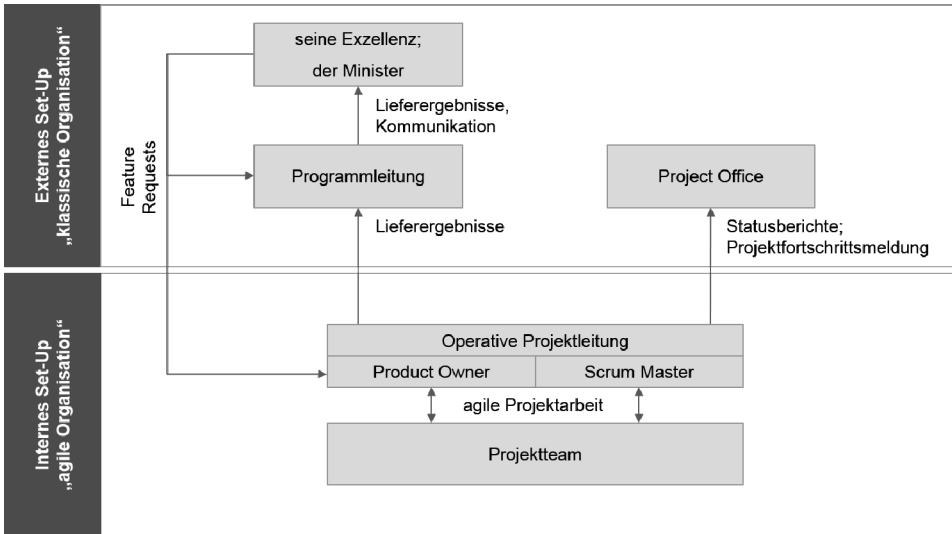 Externes Set-Up
„klassische Organisation“
seine Exzellenz;
der Minister
Lieferergebnisse,
Kommunikation
Feature
Requests
Programmleitung
Project Office
Lieferergebnisse
Statusberichte;
Projektfortschrittsmeldung
Internes Set-Up
„agile Organisation“
Operative Projektleitung
Product Owner
Scrum Master
agile Projektarbeit
Projektteam